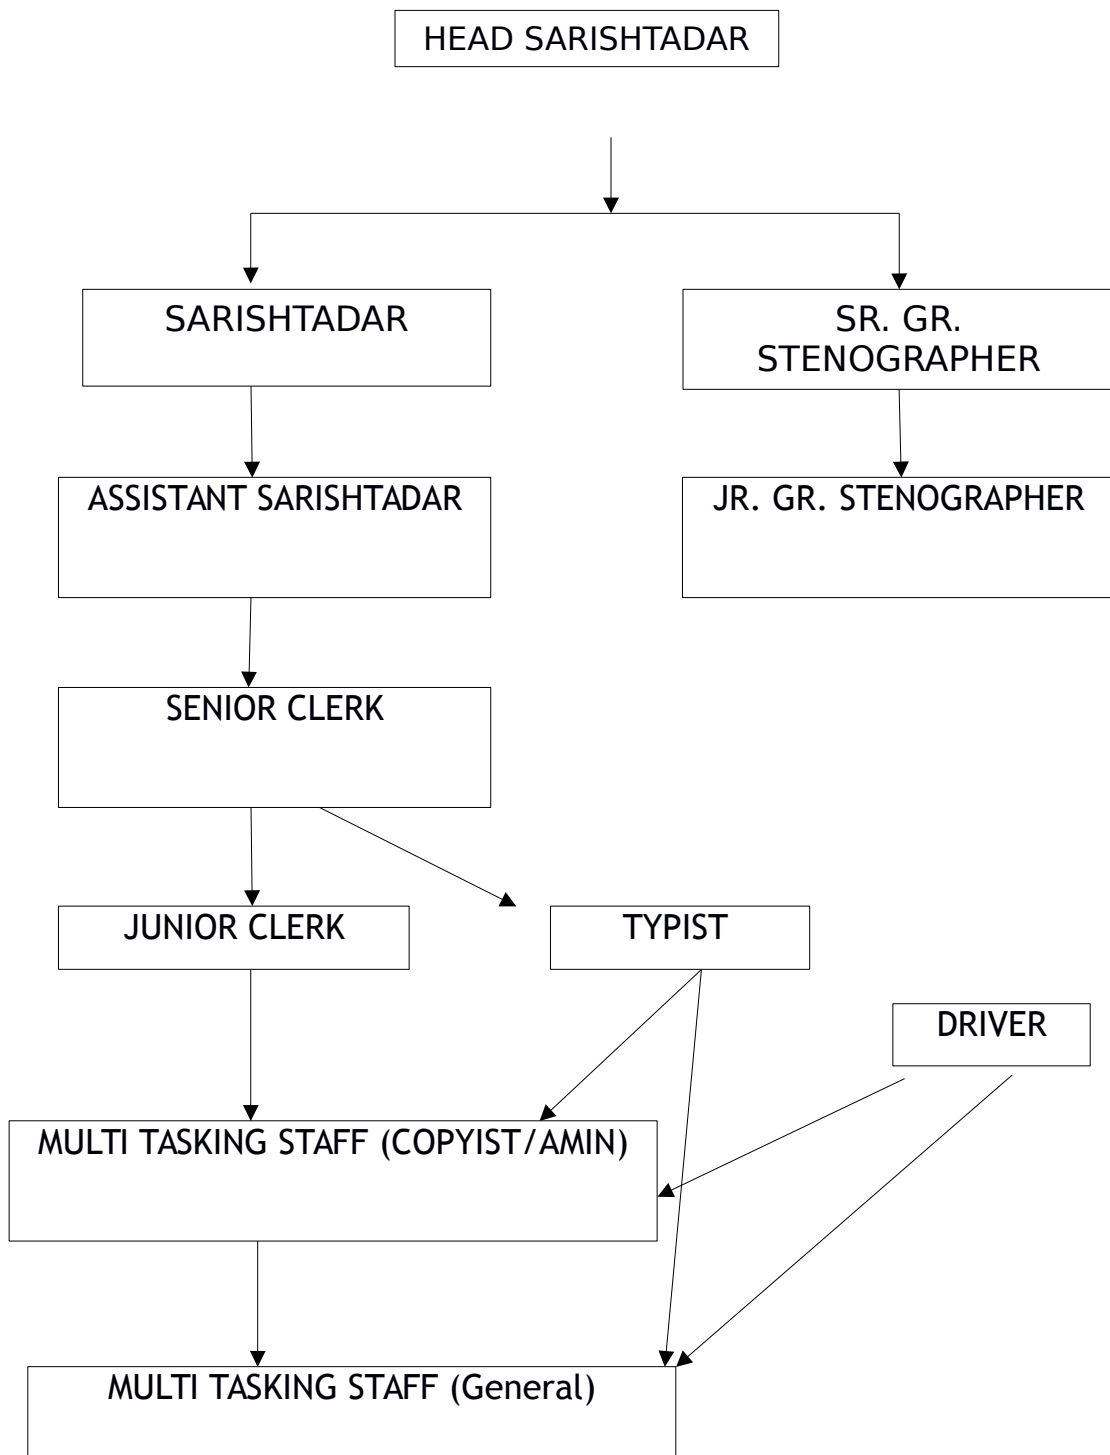 HEAD SARISHTADAR
SARISHTADAR
SR. GR.
STENOGRAPHER
ASSISTANT SARISHTADAR
JR. GR. STENOGRAPHER
SENIOR CLERK
JUNIOR CLERK
TYPIST
DRIVER
MULTI TASKING STAFF (COPYIST/AMIN)
MULTI TASKING STAFF (General)